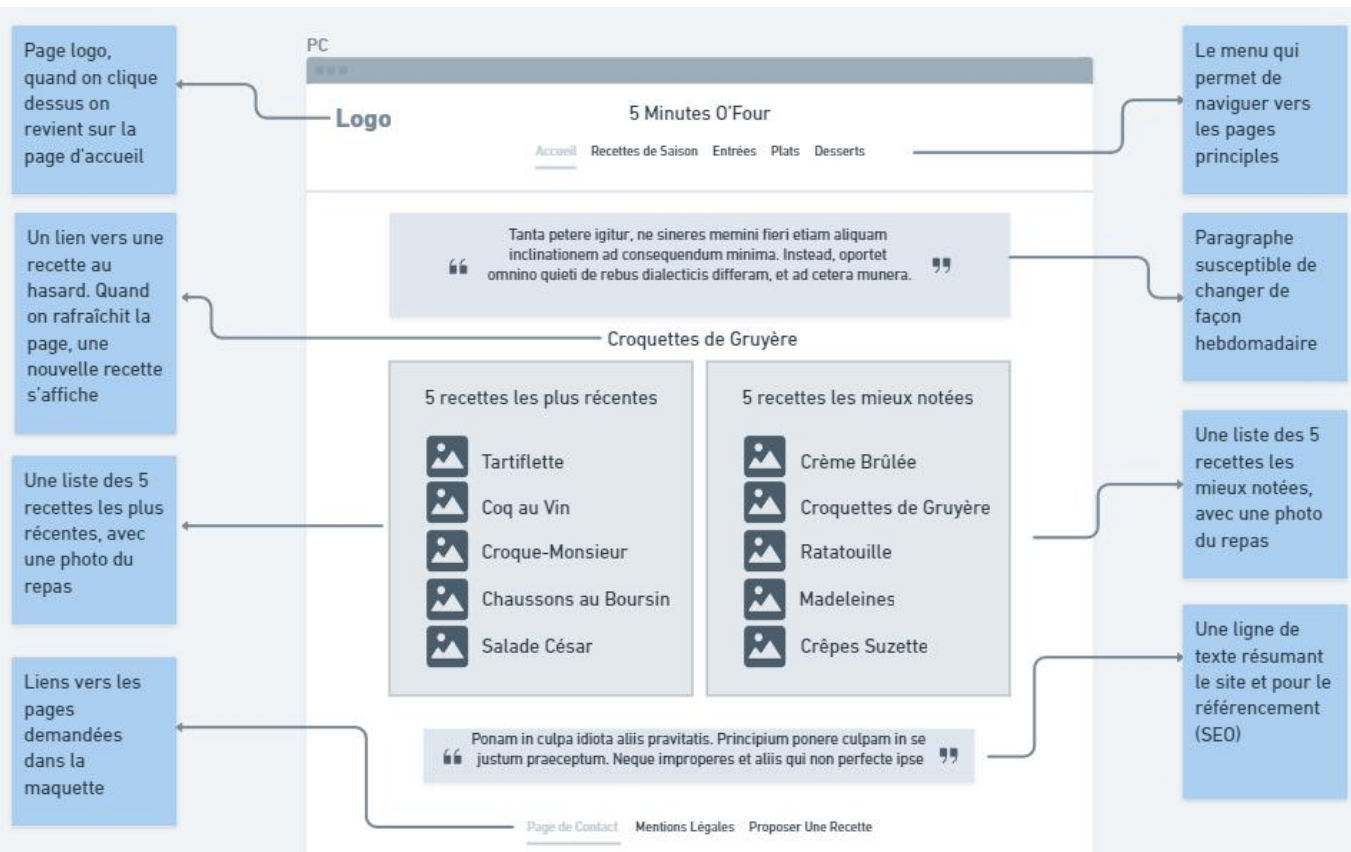 Page logo,
quand on clique
dessus on
revient sur la
page d'accueil
Un lien vers une
recette au
hasard. Quand
on rafraîchit la
page, une
nouvelle recette
s'affiche
Une liste des 5
recettes les plus
récentes, avec
une photo du
repas
Liens vers les
pages
demandées
dans la
maquette
PC
Logo
5 Minutes O'Four
Accueil Recettes de Saison Entrées Plats Desserts
Tanta petere igitur, ne sineres memini fieri etiam aliquam
inclinationem ad consequendum minima. Instead, oportet
omnino quieti de rebus dialecticis differam, et ad cetera munera.
Croquettes de Gruyère
5 recettes les plus récentes
Tartiflette
Coq au Vin
Croque-Monsieur
Chaussons au Boursin
Salade César
5 recettes les mieux notées
Crème Brûlée
Croquettes de Gruyère
Ratatouille
Madeleines
Crêpes Suzette
Ponam in culpa idiota aliis pravitatis. Principium ponere culpam in se
justum praeceptum. Neque improperes et aliis qui non perfecte ipse
Page de Contact Mentions Légales Proposer Une Recette
Le menu qui
permet de
naviguer vers
les pages
principles
Paragraphe
susceptible de
changer de
façon
hebdomadaire
Une liste des 5
recettes les
mieux notées,
avec une photo
du repas
Une ligne de
texte résumant
le site et pour le
référencement
(SEO)